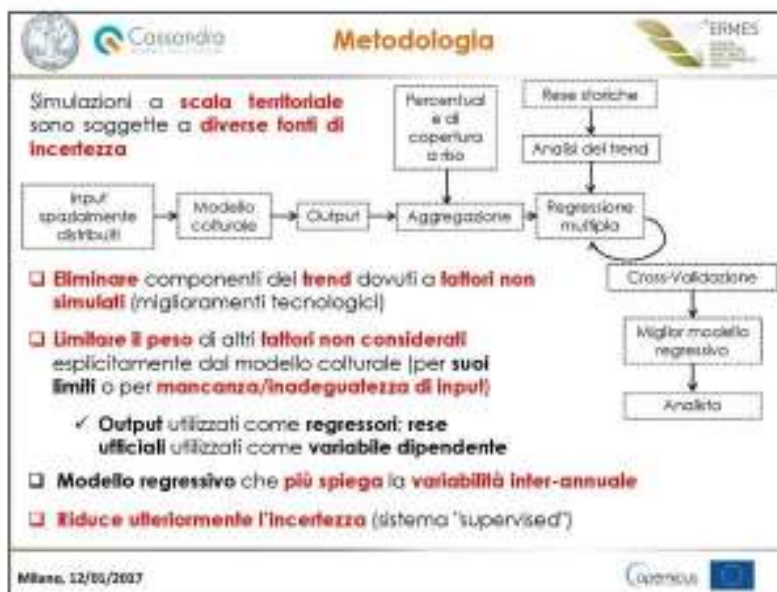 Cassandra
Metodologia
ERMES
Simulazioni a scala territoriale
sono soggette a diverse fonti di
incertezza
Percentual
e di
copertura
a riso
Rese storiche
Analisi del trend
Input
spazialmente
distribuiti
Modello
colturale
Output
Aggregazione
Regressione
multipla
Cross-Validazione
Miglior modello
regressivo
Analista
❑ Eliminare componenti del trend dovuti a fattori non
simulati (miglioramenti tecnologici)
❑ Limitare il peso di altri fattori non considerati
esplicitamente dal modello colturale (per suoi
limiti o per mancanza/inadeguatezza di input)
✓ Output utilizzati come regressori; rese
ufficiali utilizzati come variabile dipendente
❑ Modello regressivo che più spiega la variabilità inter-annuale
❑ Riduce ulteriormente l'incertezza (sistema "supervised")
Milano, 12/01/2017
Copernicus